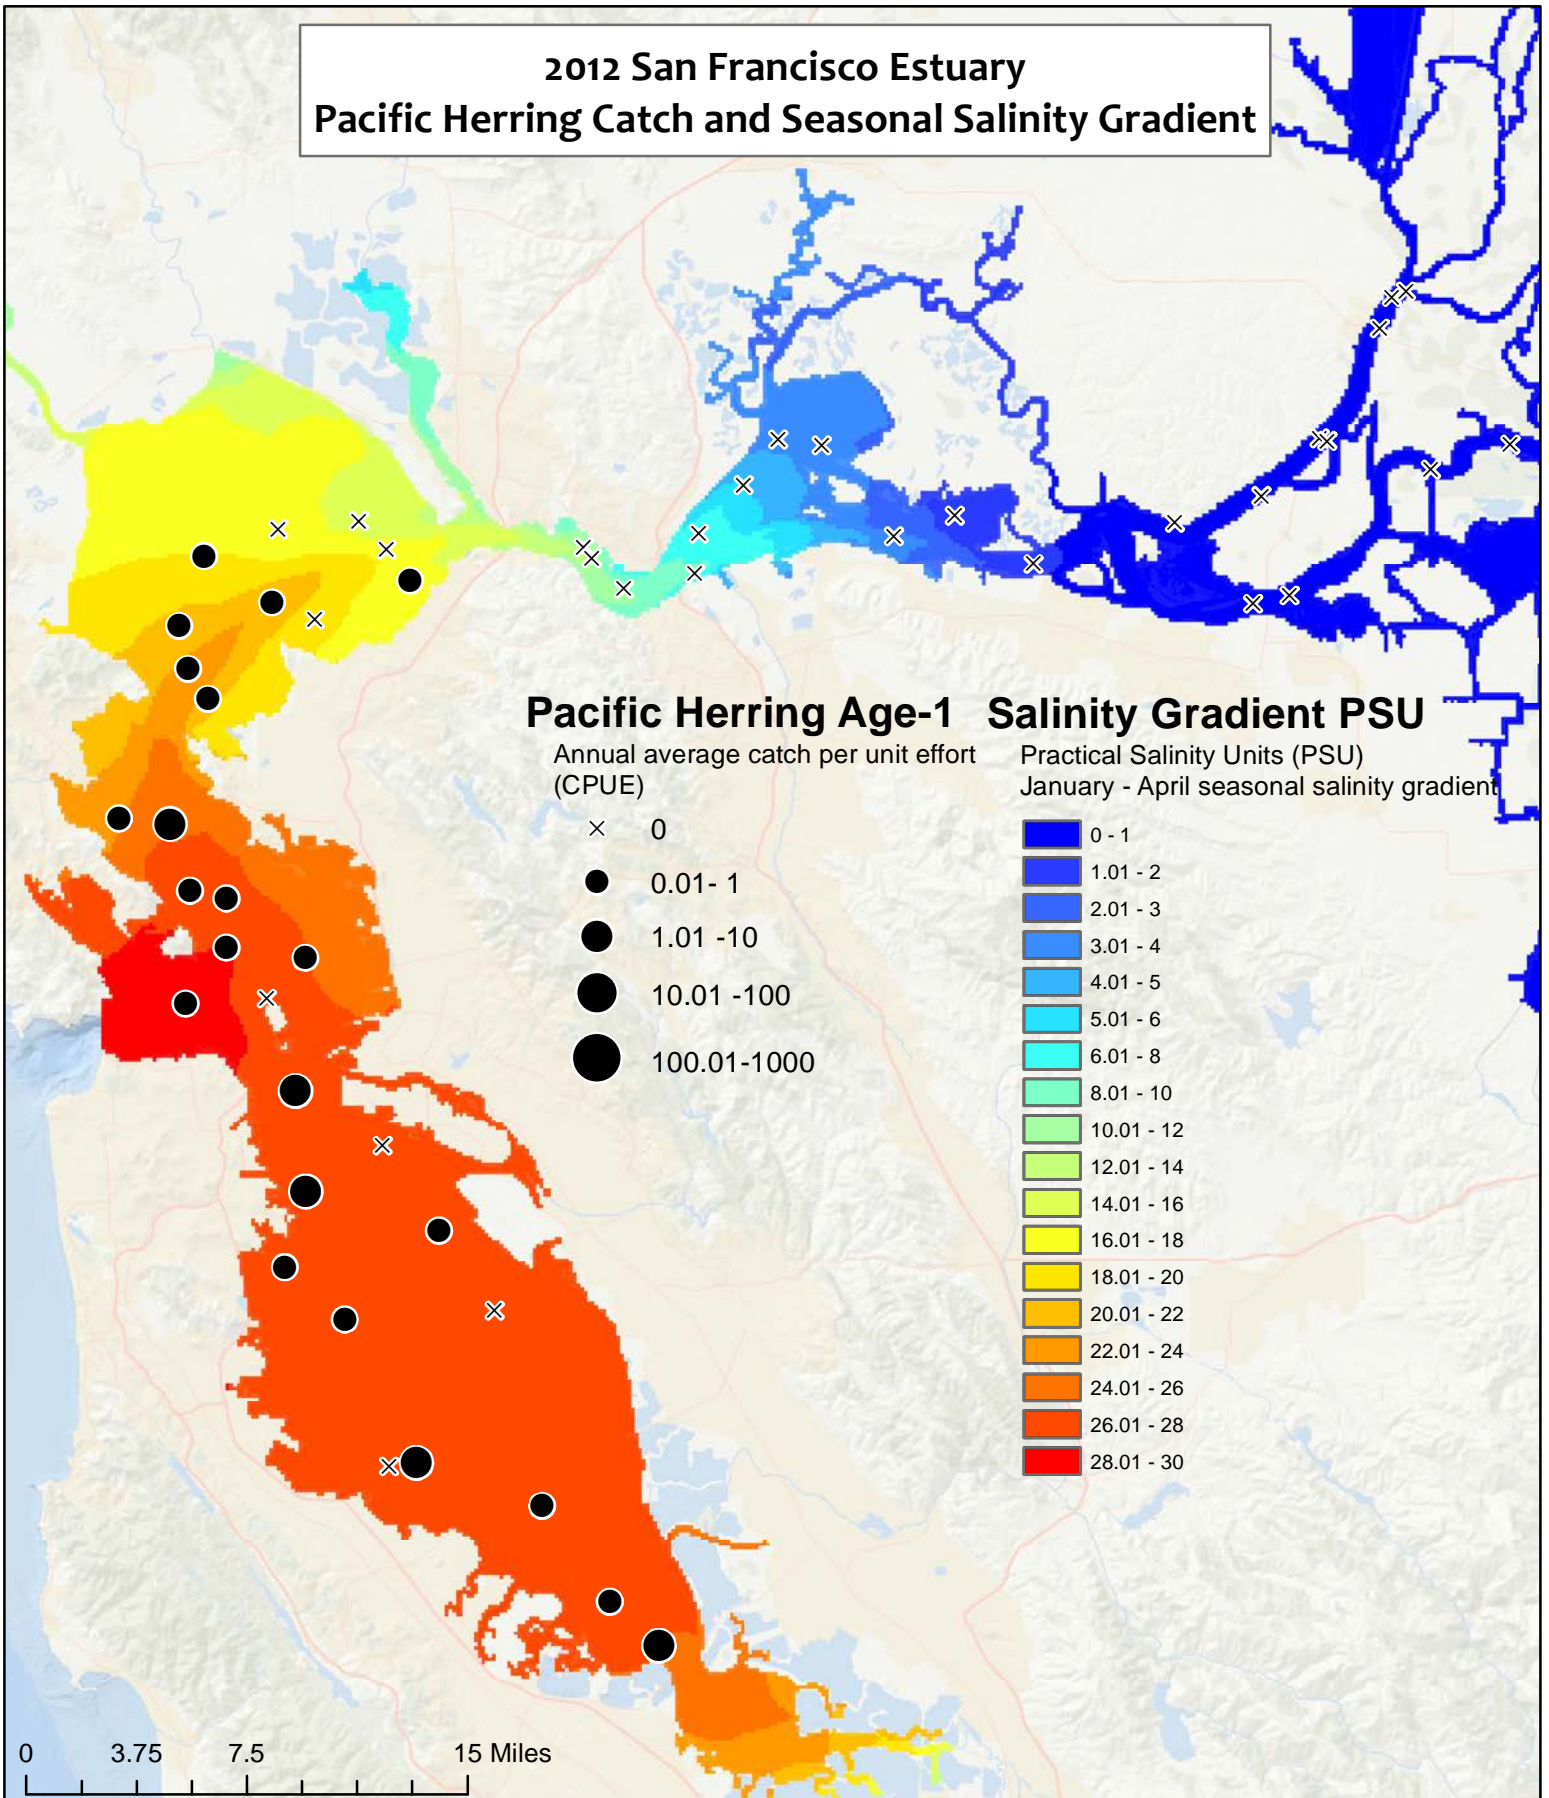 2012 San Francisco Estuary
Pacific Herring Catch and Seasonal Salinity Gradient
Pacific Herring Age-1
Annual average catch per unit effort
(CPUE)
0
0.01- 1
1.01 -10
10.01 -100
100.01-1000
Salinity Gradient PSU
Practical Salinity Units (PSU)
January - April seasonal salinity gradient
0 - 1
1.01 - 2
2.01 - 3
3.01 - 4
4.01 - 5
5.01 - 6
6.01 - 8
8.01 - 10
10.01 - 12
12.01 - 14
14.01 - 16
16.01 - 18
18.01 - 20
20.01 - 22
22.01 - 24
24.01 - 26
26.01 - 28
28.01 - 30
0 3.75 7.5 15 Miles